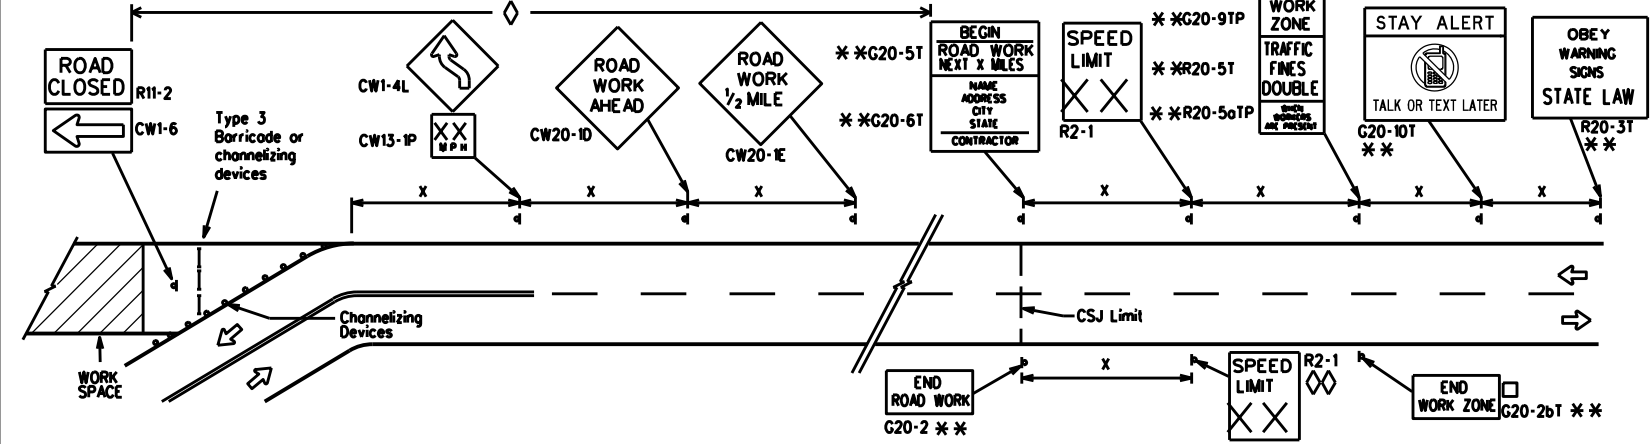 ROAD
CLOSED
R11-2
CW1-6
Type 3
Barricade or
channelizing
devices
CW1-4L
XX
MPH
CW13-1P
ROAD
WORK
AHEAD
CW20-1D
ROAD
WORK
1/2 MILE
CW20-1E
* *G20-5T
* *G20-6T
BEGIN
ROAD WORK
NEXT X MILES
NAME
ADDRESS
CITY
STATE
CONTRACTOR
SPEED
LIMIT
XX
R2-1
* *G20-9TP
* *R20-5T
* *R20-5aTP
WORK
ZONE
TRAFFIC
FINES
DOUBLE
WHEN
WORKERS
ARE PRESENT
STAY ALERT
TALK OR TEXT LATER
G20-10T
* *
OBEY
WARNING
SIGNS
STATE LAW
R20-3T
* *
X
X
X
X
X
X
X
Channelizing
Devices
CSJ Limit
WORK
SPACE
X
END
ROAD WORK
G20-2 * *
SPEED
LIMIT
XX
R2-1
END
WORK ZONE
G20-2bT * *